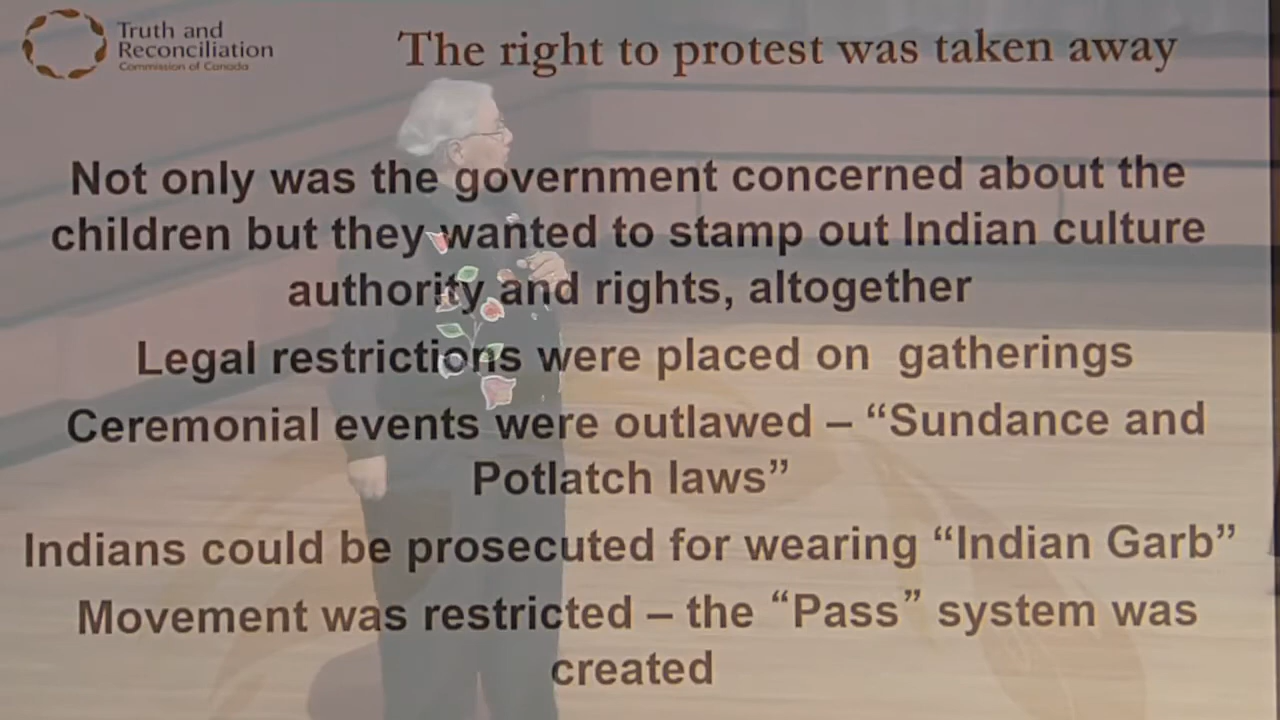 Truth and
Reconciliation
Commission of Canada
The right to protest was taken away
Not only was the government concerned about the
children but they wanted to stamp out Indian culture
authority and rights, altogether
Legal restrictions were placed on gatherings
Ceremonial events were outlawed – “Sundance and
Potlatch laws”
Indians could be prosecuted for wearing “Indian Garb”
Movement was restricted – the “Pass” system was
created